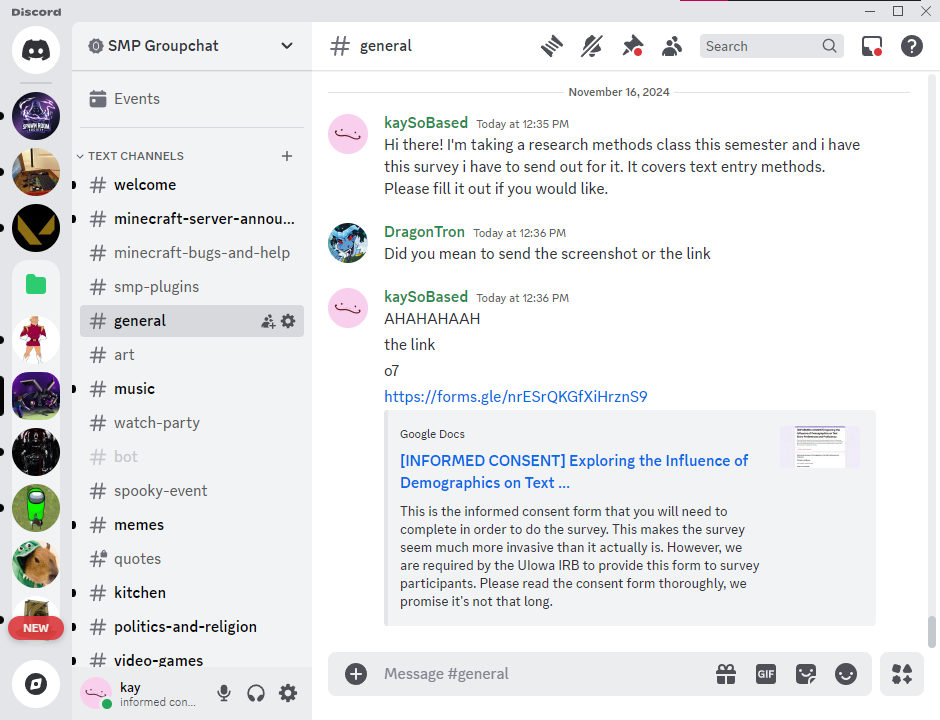 Discord
SMP Groupchat
general
Search
Events
TEXT CHANNELS
welcome
minecraft-server-annou...
minecraft-bugs-and-help
smp-plugins
general
art
music
watch-party
bot
spooky-event
memes
quotes
kitchen
politics-and-religion
video-games
NEW
kay
informed con...
November 16, 2024
kaySoBased Today at 12:35 PM
Hi there! I'm taking a research methods class this semester and i have
this survey i have to send out for it. It covers text entry methods.
Please fill it out if you would like.
DragonTron Today at 12:36 PM
Did you mean to send the screenshot or the link
kaySoBased Today at 12:36 PM
AHAHAHAAH
the link
o7
https://forms.gle/nrESrQKGfXiHrznS9
Google Docs
[INFORMED CONSENT] Exploring the Influence of
Demographics on Text ...
This is the informed consent form that you will need to
complete in order to do the survey. This makes the survey
seem much more invasive than it actually is. However, we
are required by the UIowa IRB to provide this form to survey
participants. Please read the consent form thoroughly, we
promise it's not that long.
Message #general
GIF